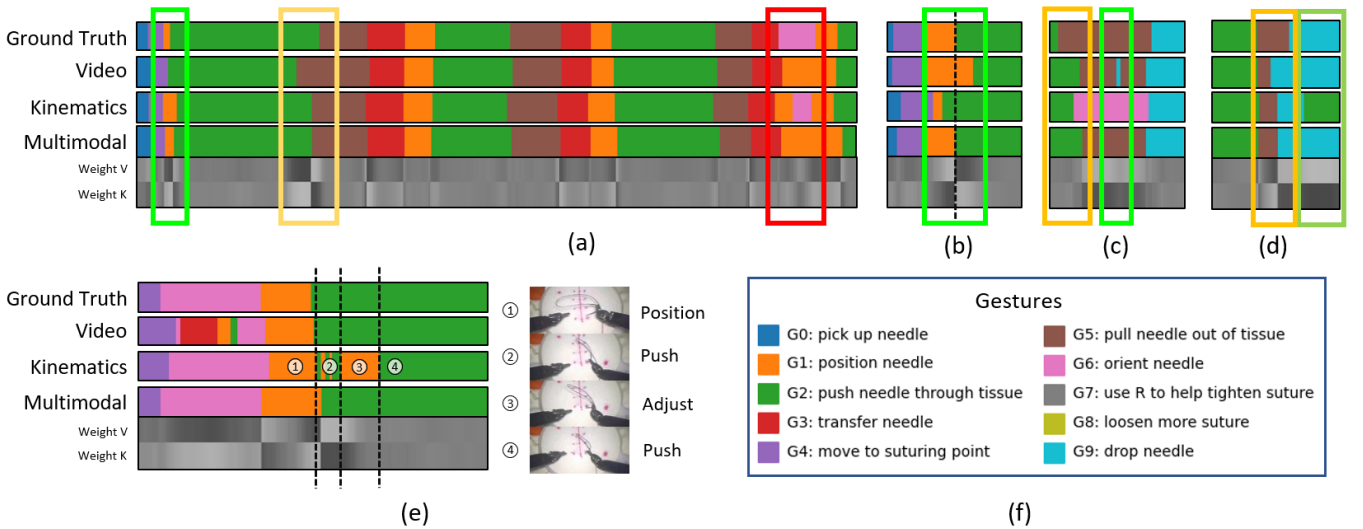 Ground Truth
Video
Kinematics
Multimodal
Weight V
Weight K
(a)
(b)
(c)
(d)
Ground Truth
Video
Kinematics
Multimodal
Weight V
Weight K
① ② ③ ④
① Position
② Push
③ Adjust
④ Push
(e)
Gestures
G0: pick up needle
G1: position needle
G2: push needle through tissue
G3: transfer needle
G4: move to suturing point
G5: pull needle out of tissue
G6: orient needle
G7: use R to help tighten suture
G8: loosen more suture
G9: drop needle
(f)